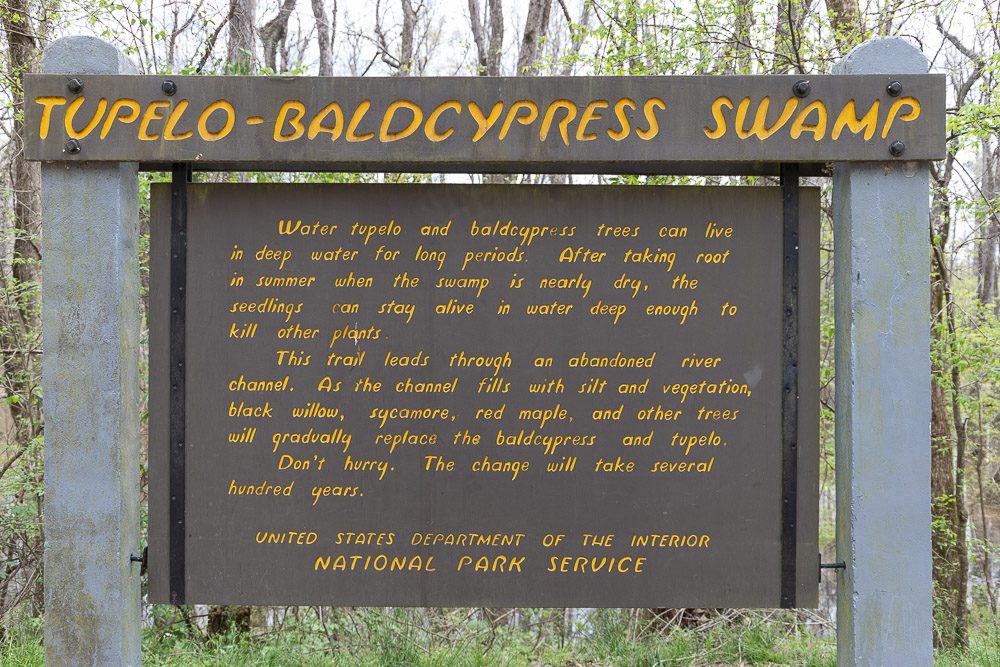 TUPELO-BALDCYPRESS SWAMP
Water tupelo and baldcypress trees can live
in deep water for long periods. After taking root
in summer when the swamp is nearly dry, the
seedlings can stay alive in water deep enough to
kill other plants.
This trail leads through an abandoned river
channel. As the channel fills with silt and vegetation,
black willow, sycamore, red maple, and other trees
will gradually replace the baldcypress and tupelo.
Don't hurry. The change will take several
hundred years.
UNITED STATES DEPARTMENT OF THE INTERIOR
NATIONAL PARK SERVICE